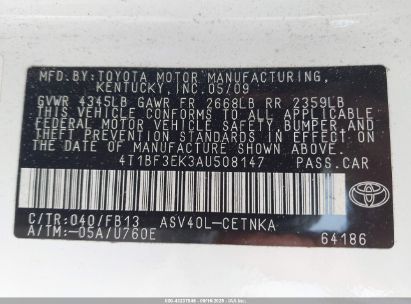 MFD.BY:TOYOTA MOTOR MANUFACTURING,
KENTUCKY,INC.05/09
GVWR 4345LB GAWR FR 2668LB RR 2359LB
THIS VEHICLE CONFORMS TO ALL APPLICABLE
FEDERAL MOTOR VEHICLE SAFETY, BUMPER, AND
THEFT PREVENTION STANDARDS IN EFFECT ON
THE DATE OF MANUFACTURE SHOWN ABOVE.
4T1BF3EK3AU508147 PASS.CAR
C/TR:040/FB13 ASV40L-CETNKA
A/TM:-05A/U760E
TOYOTA
64186